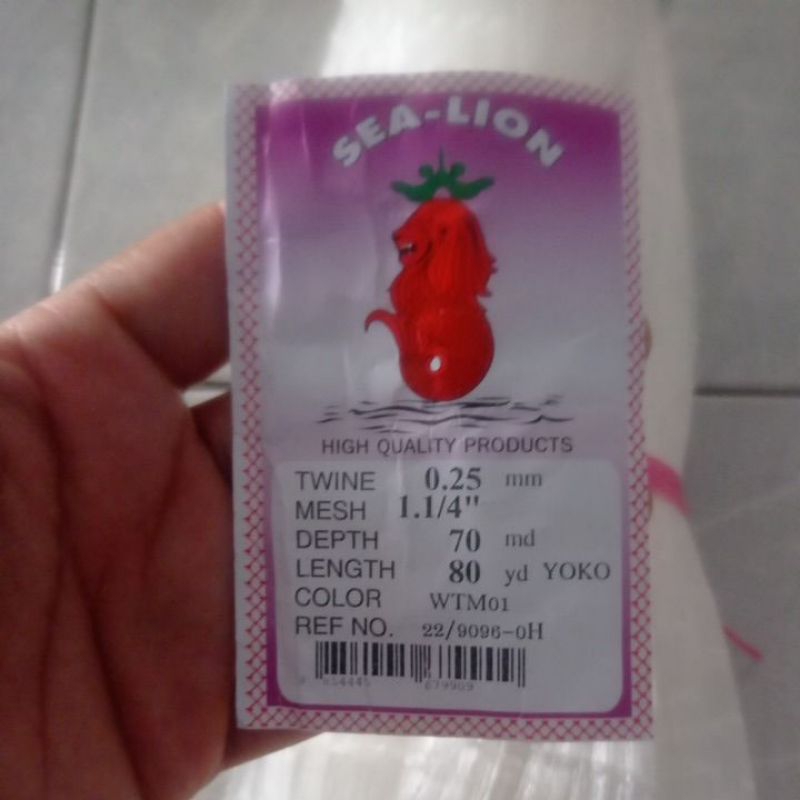 SEA-LION
HIGH QUALITY PRODUCTS
TWINE 0.25 mm
MESH 1.1/4"
DEPTH 70 md
LENGTH 80 yd YOKO
COLOR WTM01
REF NO. 22/9096-0H
679909